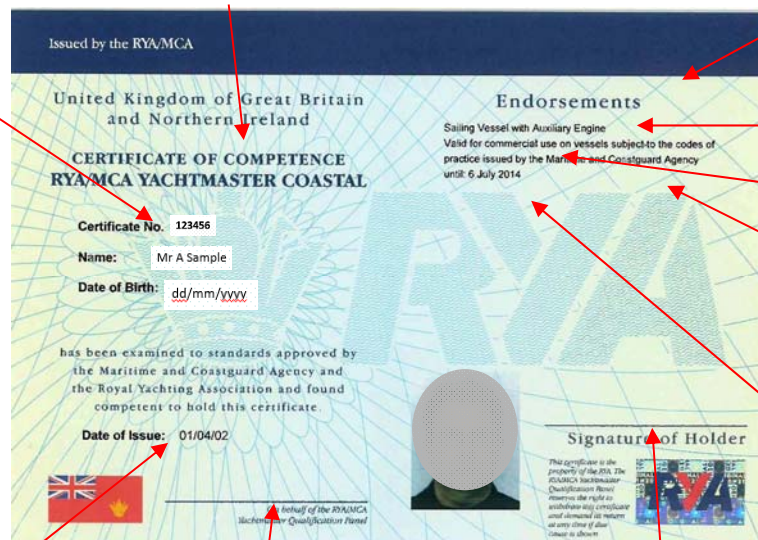 Issued by the RYA/MCA
United Kingdom of Great Britain
and Northern Ireland
CERTIFICATE OF COMPETENCE
RYA/MCA YACHTMASTER COASTAL
Certificate No. 123456
Name: Mr A Sample
Date of Birth: dd/mm/yyyy
has been examined to standards approved by
the Maritime and Coastguard Agency and
the Royal Yachting Association and found
competent to hold this certificate.
Date of Issue: 01/04/02
On behalf of the RYA/MCA
Yachtmaster Qualification Panel
Endorsements
Sailing Vessel with Auxiliary Engine
Valid for commercial use on vessels subject to the codes of
practice issued by the Maritime and Coastguard Agency
until: 6 July 2014
RYA
Signature of Holder
This certificate is the
property of the RYA. The
RYA/MCA Yachtmaster
Qualification Panel
reserves the right to
withdraw this certificate
and demand its return
at any time if due
cause is shown
RYA